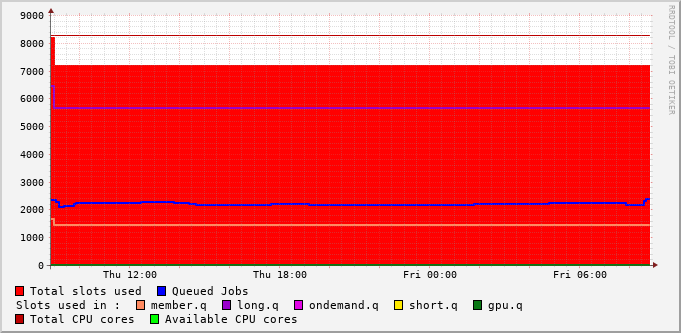 9000
8000
7000
6000
5000
4000
3000
2000
1000
0
Thu 12:00 Thu 18:00 Fri 00:00 Fri 06:00
RRDTOOL / TOBI OETIKER
Total slots used Queued Jobs
Slots used in : member.q long.q ondemand.q short.q gpu.q
Total CPU cores Available CPU cores